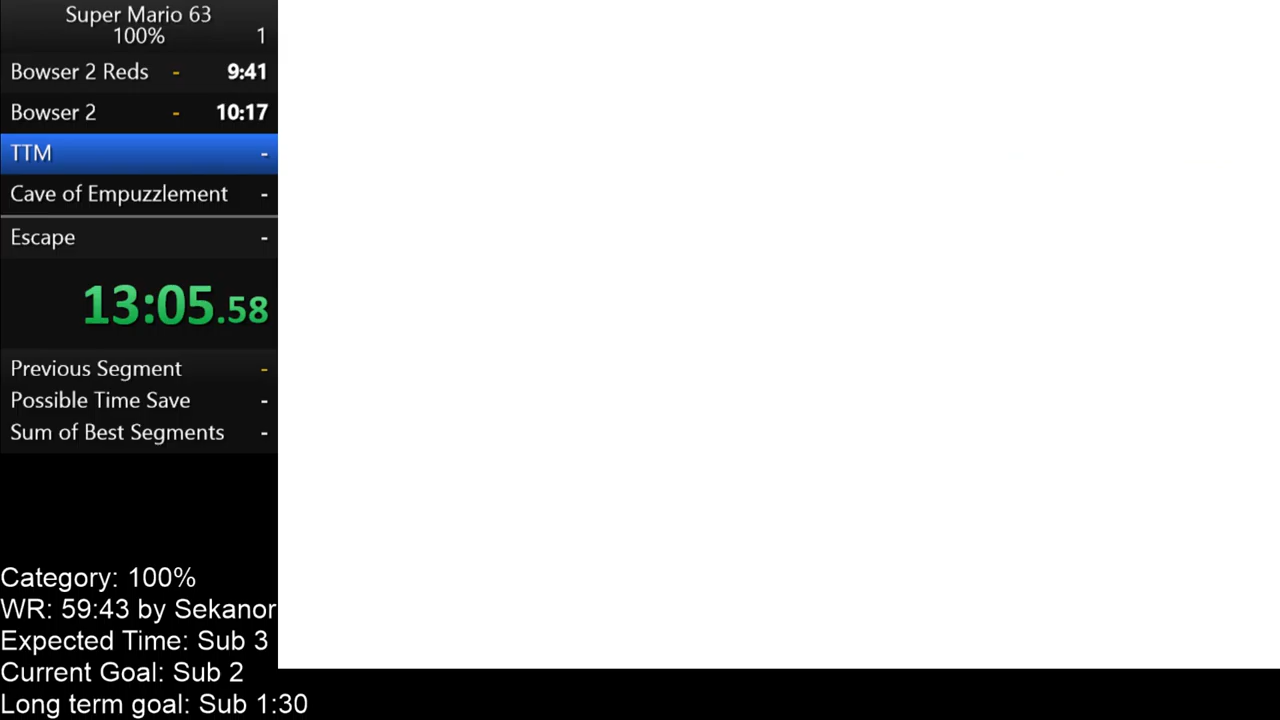 Super Mario 63
100% 1
Bowser 2 Reds - 9:41
Bowser 2 - 10:17
TTM -
Cave of Empuzzlement -
Escape -
13:05.58
Previous Segment -
Possible Time Save -
Sum of Best Segments -
Category: 100%
WR: 59:43 by Sekanor
Expected Time: Sub 3
Current Goal: Sub 2
Long term goal: Sub 1:30